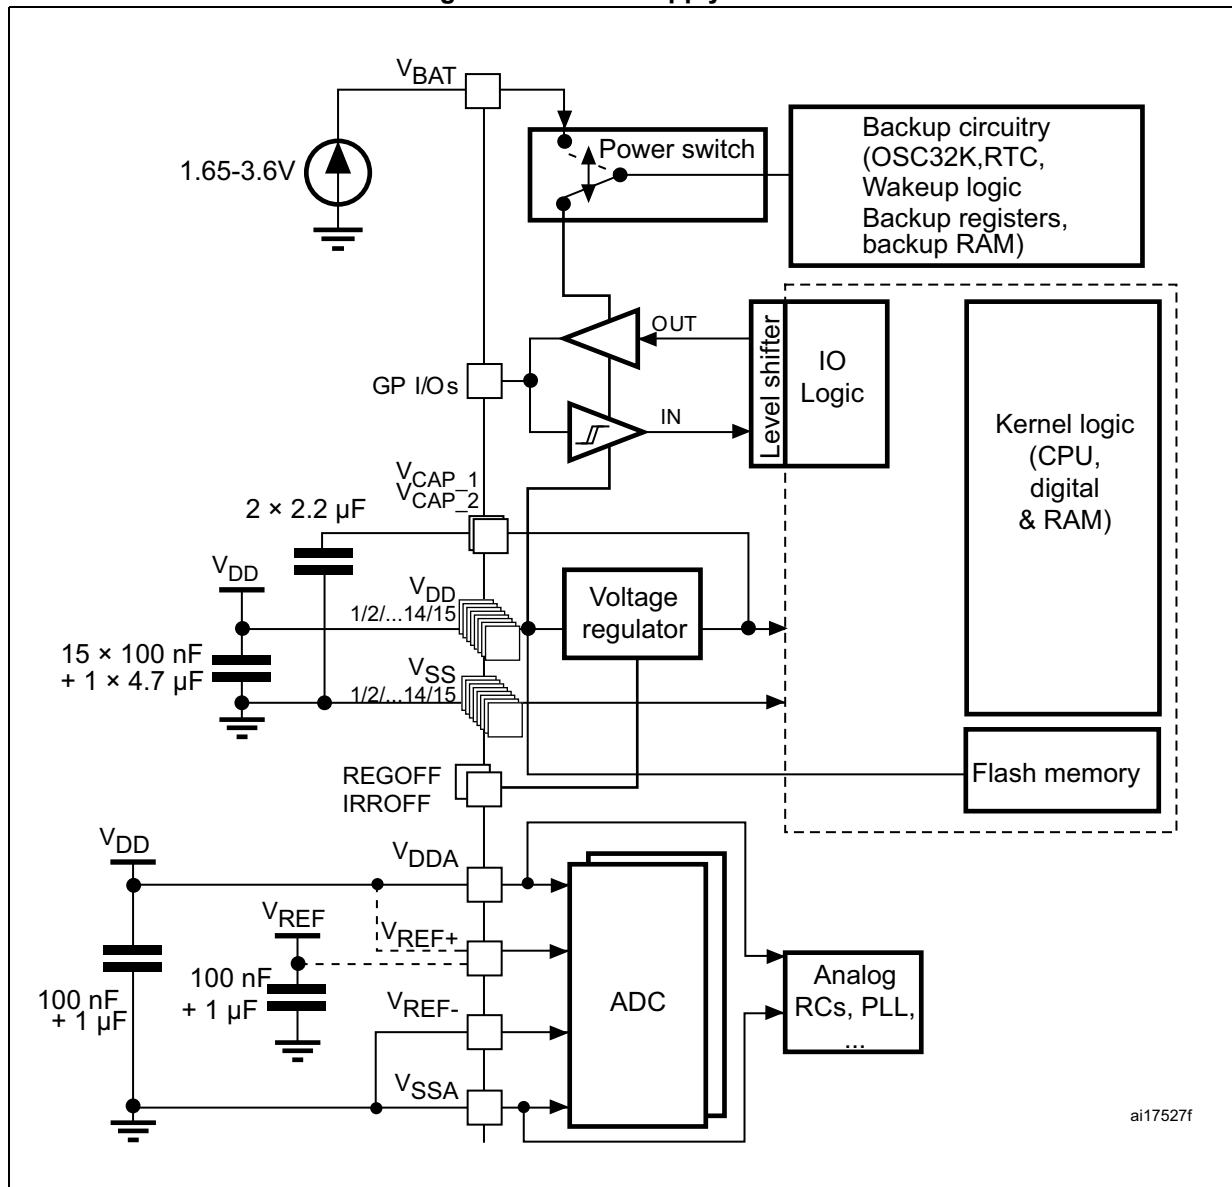 VBAT
1.65-3.6V
Power switch
Backup circuitry
(OSC32K,RTC,
Wakeup logic
Backup registers,
backup RAM)
OUT
GP I/Os
IN
Level shifter
IO
Logic
Kernel logic
(CPU,
digital
& RAM)
VCAP_1
VCAP_2
2 × 2.2 µF
VDD
VDD
1/2/...14/15
Voltage
regulator
15 × 100 nF
+ 1 × 4.7 µF
VSS
1/2/...14/15
REGOFF
IRROFF
Flash memory
VDD
VDDA
VREF
VREF+
100 nF
+ 1 µF
100 nF
+ 1 µF
VREF-
ADC
Analog
RCs, PLL,
...
VSSA
ai17527f